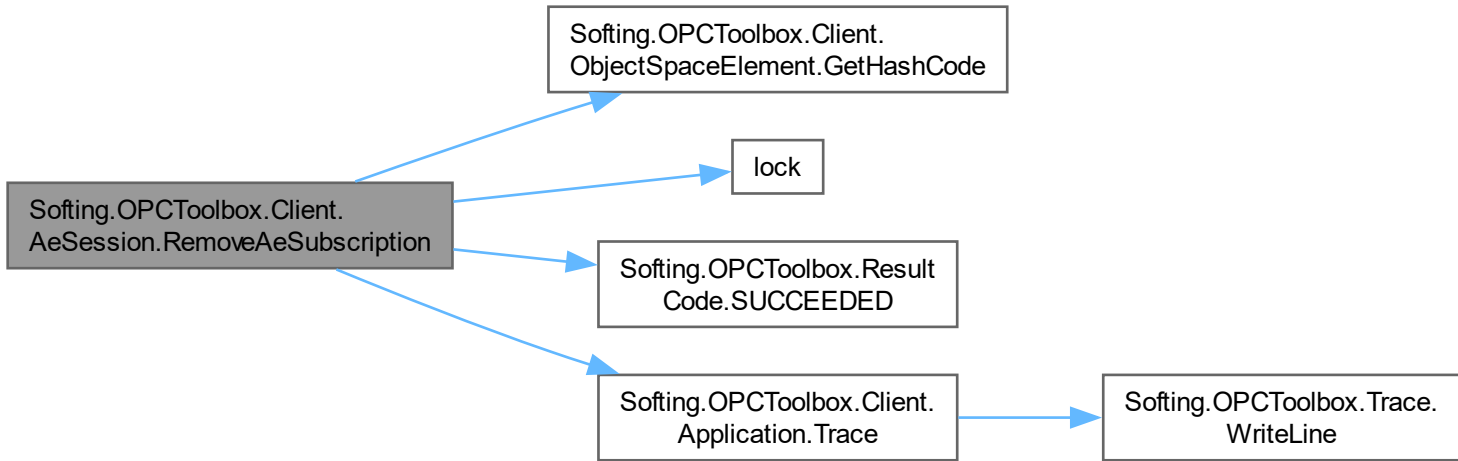 Softing.OPCToolbox.Client.
ObjectSpaceElement.GetHashCode
lock
Softing.OPCToolbox.Client.
AeSession.RemoveAeSubscription
Softing.OPCToolbox.Result
Code.SUCCEEDED
Softing.OPCToolbox.Client.
Application.Trace
Softing.OPCToolbox.Trace.
WriteLine